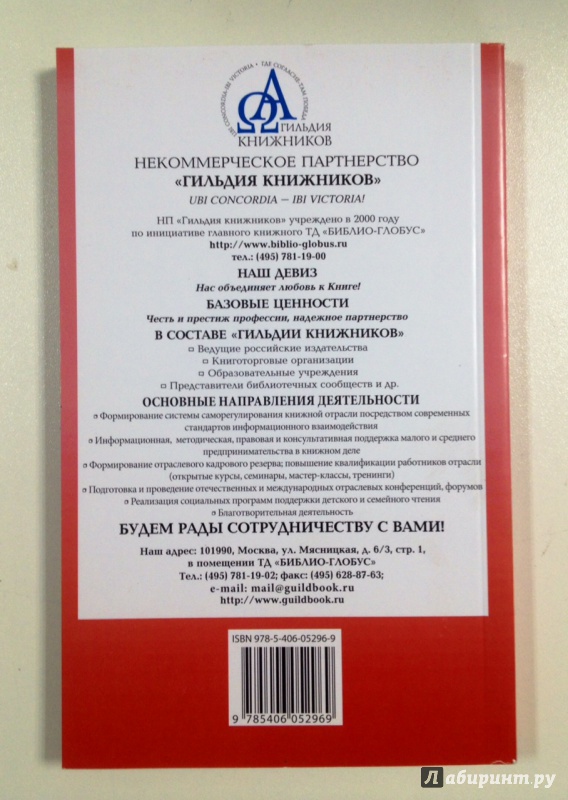 UBI CONCORDIA-IBI VICTORIA • ГДЕ СОГЛАСИЕ-ТАМ ПОБЕДА
ГИЛЬДИЯ
КНИЖНИКОВ
НЕКОММЕРЧЕСКОЕ ПАРТНЕРСТВО
«ГИЛЬДИЯ КНИЖНИКОВ»
UBI CONCORDIA — IBI VICTORIA!
НП «Гильдия книжников» учреждено в 2000 году
по инициативе главного книжного ТД «БИБЛИО-ГЛОБУС»
http://www.biblio-globus.ru
тел.: (495) 781-19-00
НАШ ДЕВИЗ
Нас объединяет любовь к Книге!
БАЗОВЫЕ ЦЕННОСТИ
Честь и престиж профессии, надежное партнерство
В СОСТАВЕ «ГИЛЬДИИ КНИЖНИКОВ»
▫ Ведущие российские издательства
▫ Книготорговые организации
▫ Образовательные учреждения
▫ Представители библиотечных сообществ и др.
ОСНОВНЫЕ НАПРАВЛЕНИЯ ДЕЯТЕЛЬНОСТИ
Формирование системы саморегулирования книжной отрасли посредством современных
стандартов информационного взаимодействия
Информационная, методическая, правовая и консультативная поддержка малого и среднего
предпринимательства в книжном деле
Формирование отраслевого кадрового резерва; повышение квалификации работников отрасли
(открытые курсы, семинары, мастер-классы, тренинги)
Подготовка и проведение отечественных и международных отраслевых конференций, форумов
Реализация социальных программ поддержки детского и семейного чтения
Благотворительная деятельность
БУДЕМ РАДЫ СОТРУДНИЧЕСТВУ С ВАМИ!
Наш адрес: 101990, Москва, ул. Мясницкая, д. 6/3, стр. 1,
в помещении ТД «БИБЛИО-ГЛОБУС»
Тел.: (495) 781-19-02; факс: (495) 628-87-63;
e-mail: mail@guildbook.ru
http://www.guildbook.ru
ISBN 978-5-406-05296-9
9 785406 052969
Лабиринт.ру